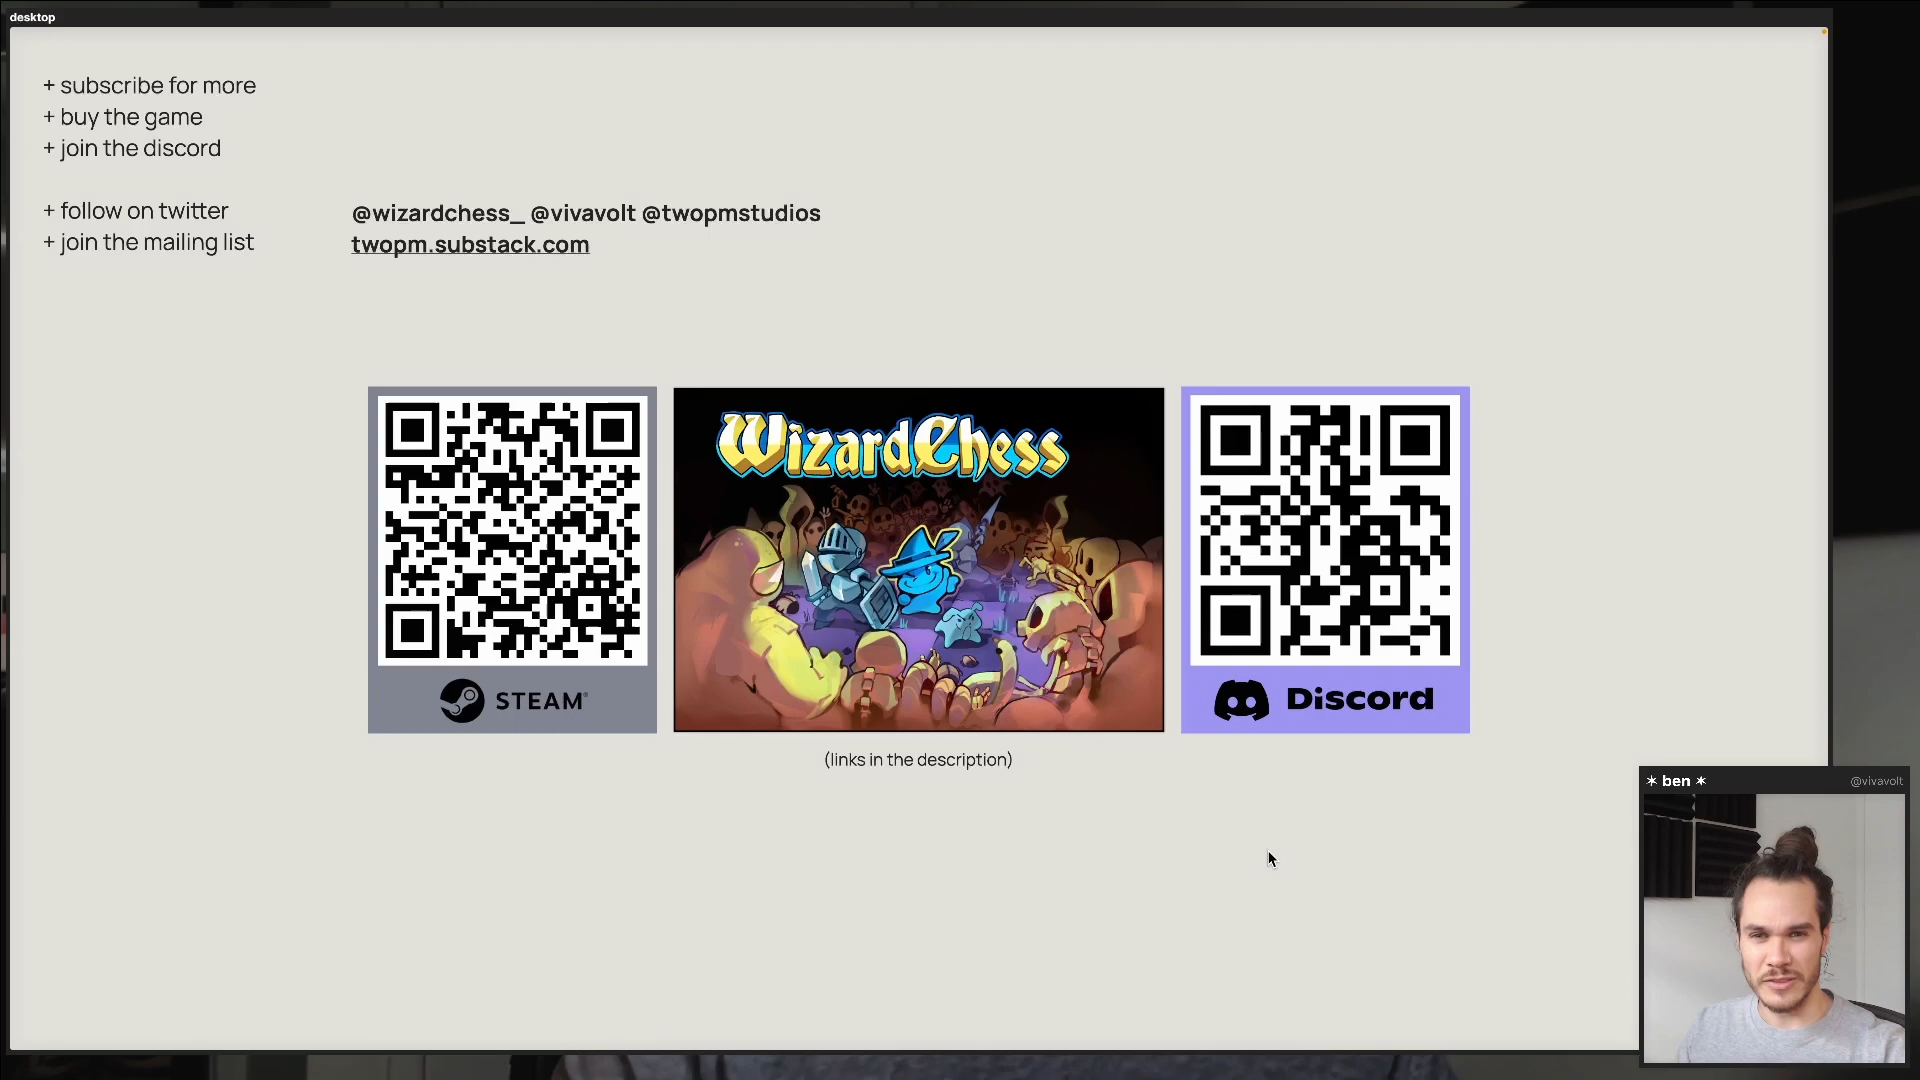 desktop
+ subscribe for more
+ buy the game
+ join the discord
+ follow on twitter
@wizardchess_ @vivavolt @twopmstudios
+ join the mailing list
twopm.substack.com
WizardChess
STEAM®
Discord
(links in the description)
✶ ben ✶
@vivavolt